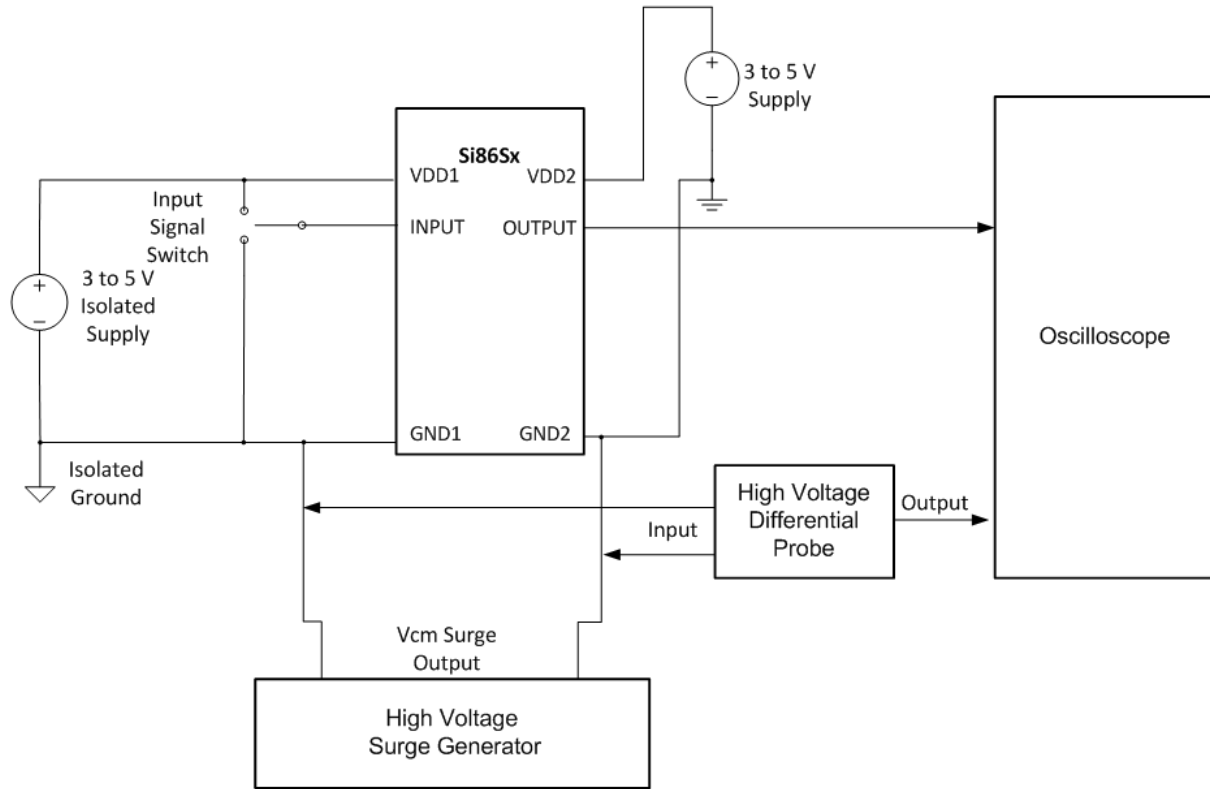 3 to 5 V
Supply
Si86Sx
VDD1
VDD2
Input
Signal
Switch
INPUT
OUTPUT
3 to 5 V
Isolated
Supply
+
−
+
−
Oscilloscope
GND1
GND2
Isolated
Ground
High Voltage
Differential
Probe
Input
Output
Vcm Surge
Output
High Voltage
Surge Generator